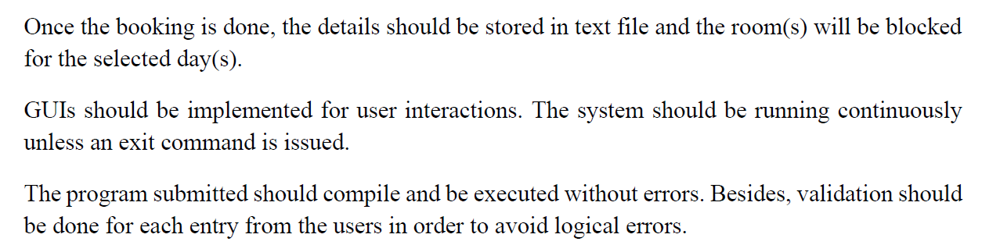 Once the booking is done, the details should be stored in text file and the room(s) will be blocked
for the selected day(s).
GUIs should be implemented for user interactions. The system should be running continuously
unless an exit command is issued.
The program submitted should compile and be executed without errors. Besides, validation should
be done for each entry from the users in order to avoid logical errors.